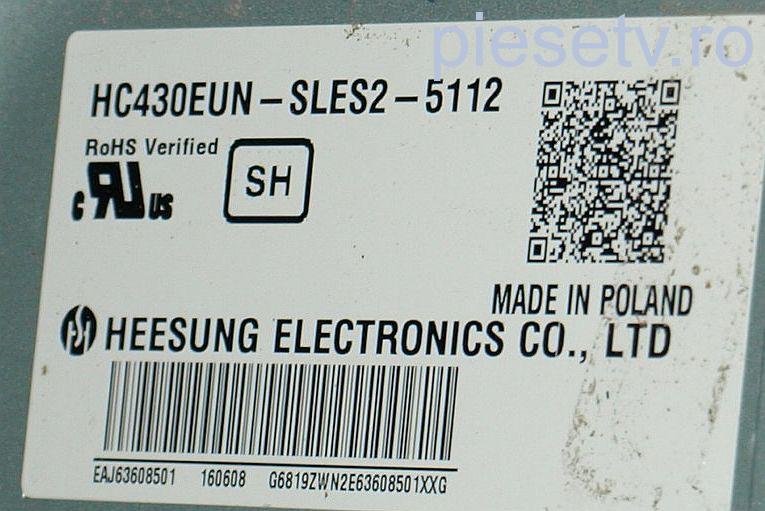 piesetv.ro
HC430EUN-SLES2-5112
RoHS Verified
c RU us
SH
MADE IN POLAND
HEESUNG ELECTRONICS CO., LTD
EAJ63608501 160608 G6819ZWN2E63608501XXG